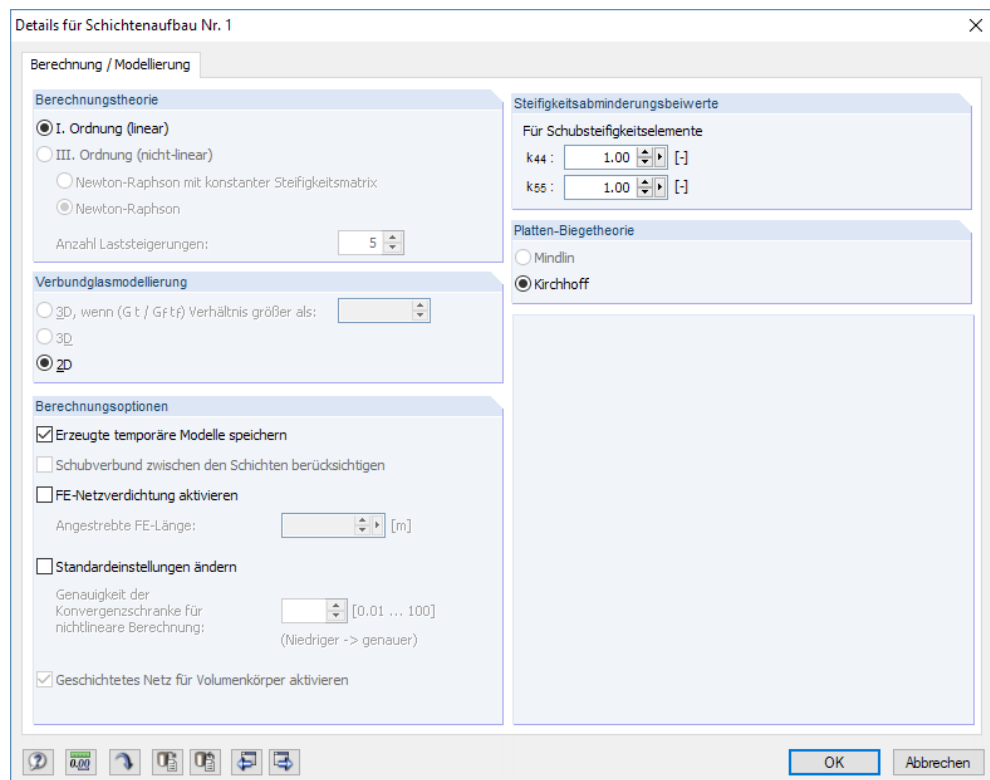 Details für Schichtenaufbau Nr. 1
Berechnung / Modellierung
Berechnungstheorie
I. Ordnung (linear)
III. Ordnung (nicht-linear)
Newton-Raphson mit konstanter Steifigkeitsmatrix
Newton-Raphson
Anzahl Laststeigerungen: 5
Verbundglasmodellierung
3D, wenn (G t / Gf tf) Verhältnis größer als:
3D
2D
Berechnungsoptionen
Erzeugte temporäre Modelle speichern
Schubverbund zwischen den Schichten berücksichtigen
FE-Netzverdichtung aktivieren
Angestrebte FE-Länge: [m]
Standardeinstellungen ändern
Genauigkeit der
Konvergenzschranke für
nichtlineare Berechnung:
[0.01 ... 100]
(Niedriger -> genauer)
Geschichtetes Netz für Volumenkörper aktivieren
Steifigkeitsabminderungsbeiwerte
Für Schubsteifigkeitselemente
k44 : 1.00 [-]
k55 : 1.00 [-]
Platten-Biegetheorie
Mindlin
Kirchhoff
0.00
OK
Abbrechen